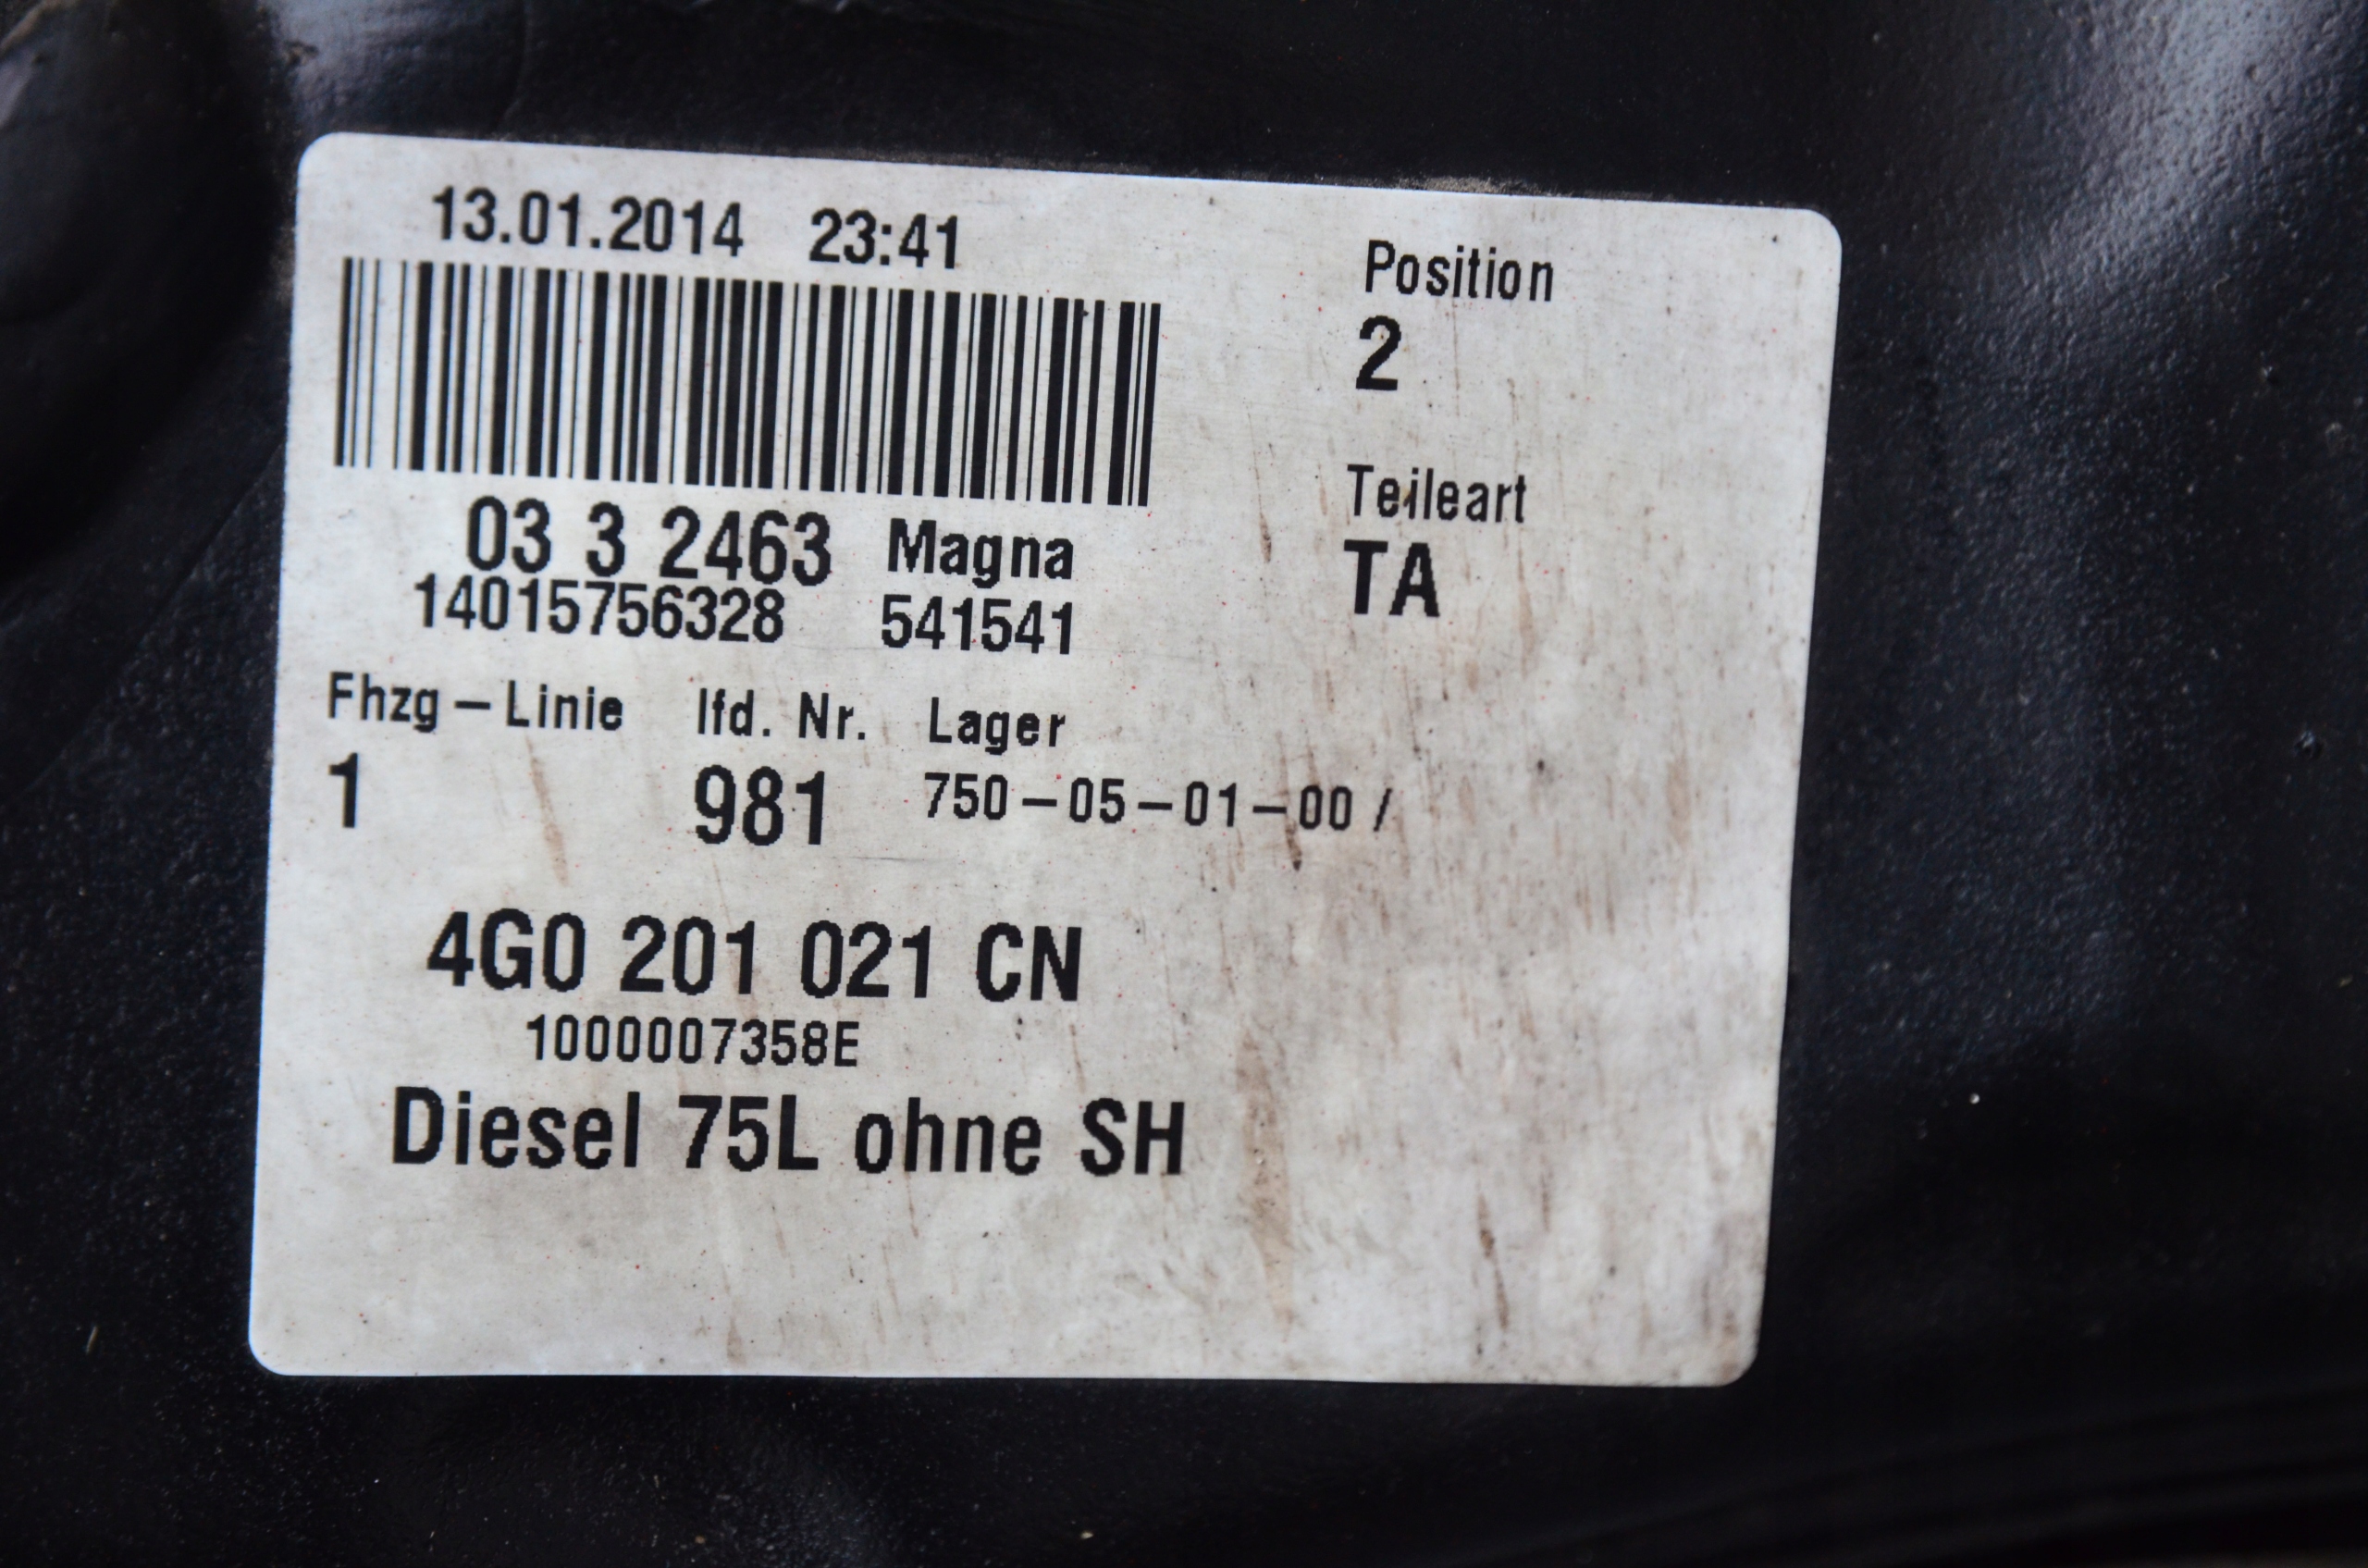 13.01.2014 23:41
Position
2
Teileart
TA
03 3 2463 Magna
14015756328 541541
Fhzg-Linie lfd. Nr. Lager
1 981 750-05-01-00 /
4G0 201 021 CN
1000007358E
Diesel 75L ohne SH